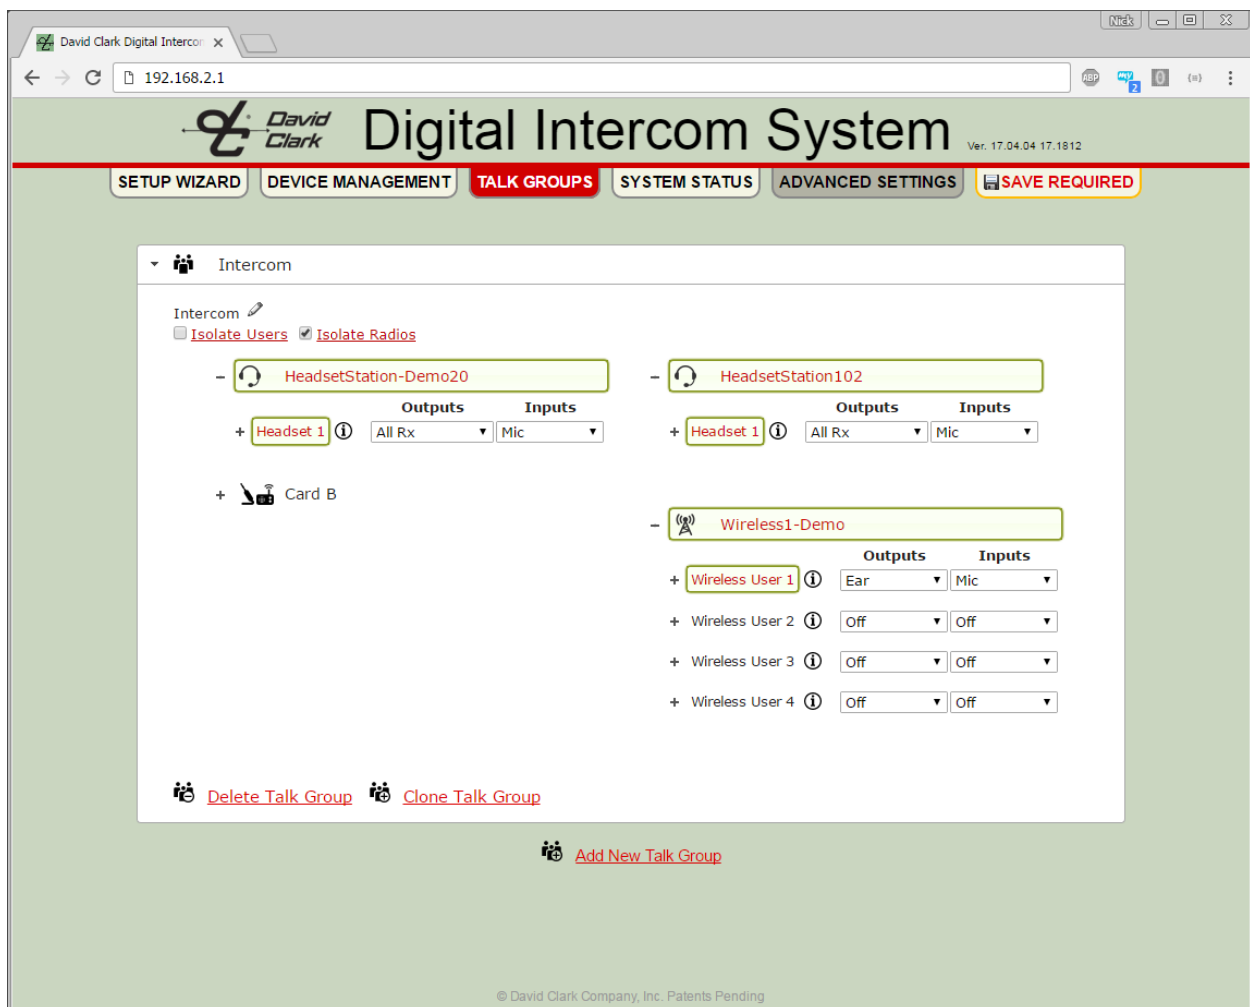 Nick
David Clark Digital Intercor
192.168.2.1
ABP
my
2
0
David
Clark
Digital Intercom System
Ver. 17.04.04 17.1812
SETUP WIZARD DEVICE MANAGEMENT TALK GROUPS SYSTEM STATUS ADVANCED SETTINGS SAVE REQUIRED
Intercom
Intercom
Isolate Users Isolate Radios
HeadsetStation-Demo20
Outputs Inputs
Headset 1 All Rx Mic
Card B
HeadsetStation102
Outputs Inputs
Headset 1 All Rx Mic
Wireless1-Demo
Outputs Inputs
Wireless User 1 Ear Mic
Wireless User 2 Off Off
Wireless User 3 Off Off
Wireless User 4 Off Off
Delete Talk Group Clone Talk Group
Add New Talk Group
© David Clark Company, Inc. Patents Pending